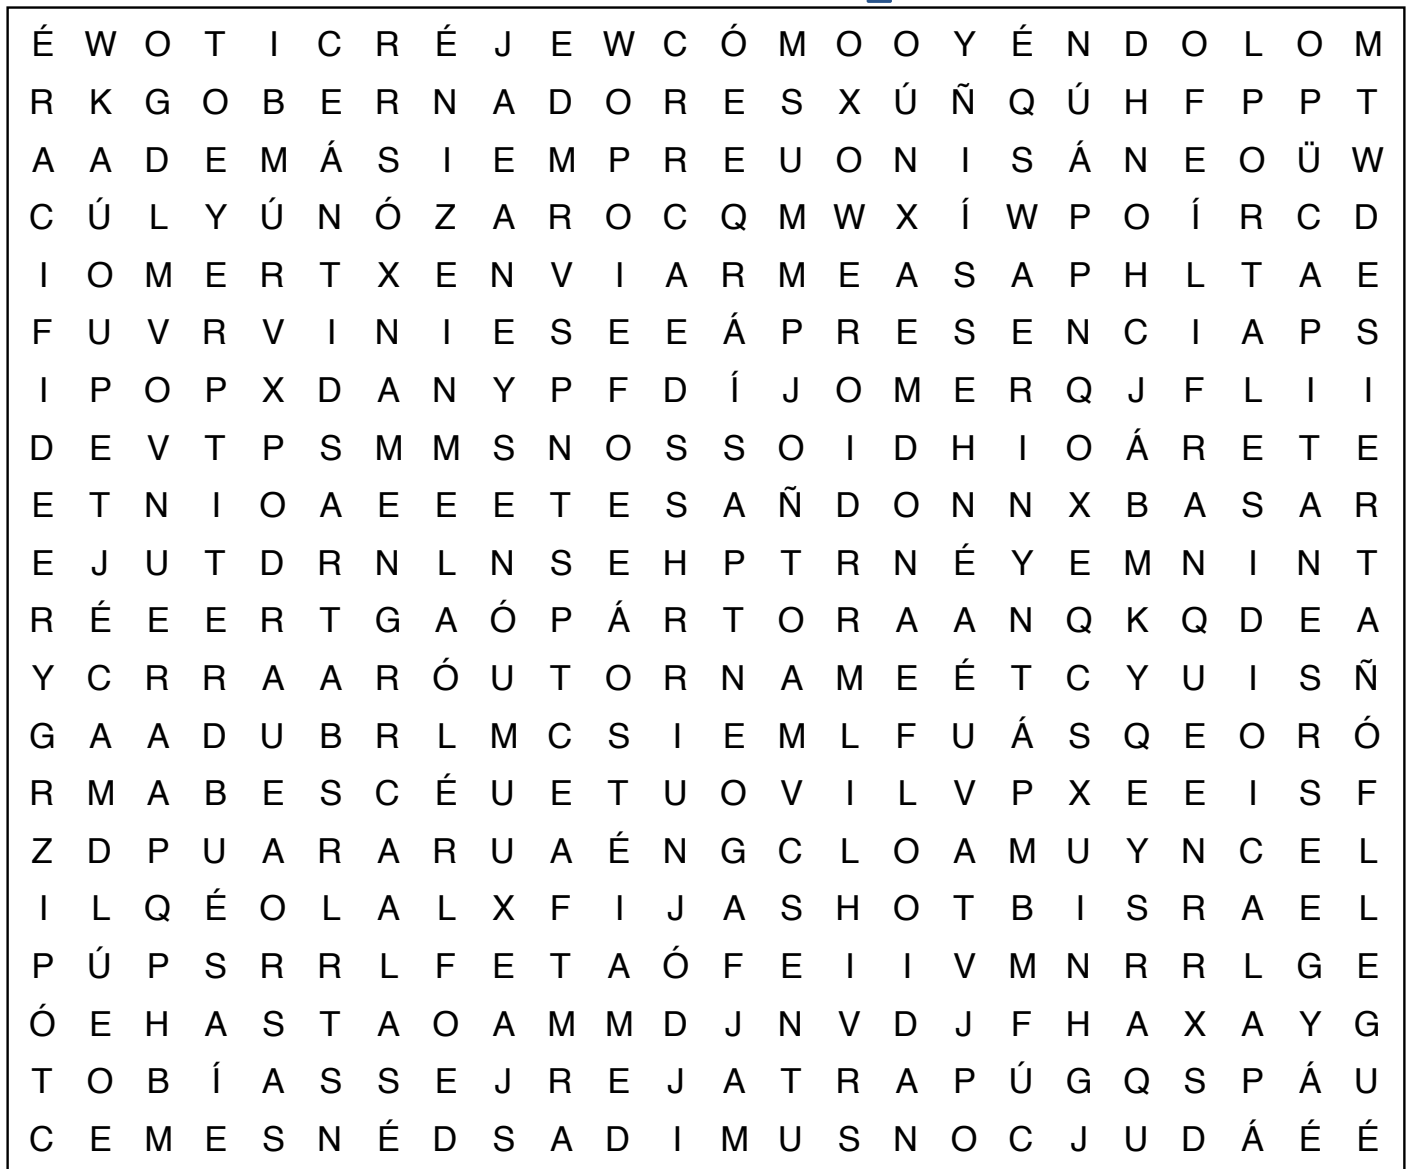 É W O T I C R É J E W C Ó M O O Y É N D O L O M
R K G O B E R N A D O R E S X Ú Ñ Q Ú H F P P T
A A D E M Á S I E M P R E U O N I S Á N E O Ü W
C Ú L Y Ú N Ó Z A R O C Q M W X Í W P O Í R C D
I O M E R T X E N V I A R M E A S A P H L T A E
F U V R V I N I E S E E Á P R E S E N C I A P S
I P O P X D A N Y P F D Í J O M E R Q J F L I I
D E V T P S M M S N O S S O I D H I O Á R E T E
E T N I O A E E E T E S A Ñ D O N N X B A S A R
E J U T D R N L N S E H P T R N É Y E M N I N T
R É E E R T G A Ó P Á R T O R A A N Q K Q D E A
Y C R R A A R Ó U T O R N A M E É T C Y U I S Ñ
G A A D U B R L M C S I E M L F U Á S Q E O R Ó
R M A B E S C É U E T U O V I L V P X E E I S F
Z D P U A R A R U A É N G C L O A M U Y N C E L
I L Q É O L A L X F I J A S H O T B I S R A E L
P Ú P S R R L F E T A Ó F E I I V M N R R L G E
Ó E H A S T A O A M M D J N V D J F H A X A Y G
T O B Í A S S E J R E J A T R A P Ú G Q S P Á U
C E M E S N É D S A D I M U S N O C J U D Á É É